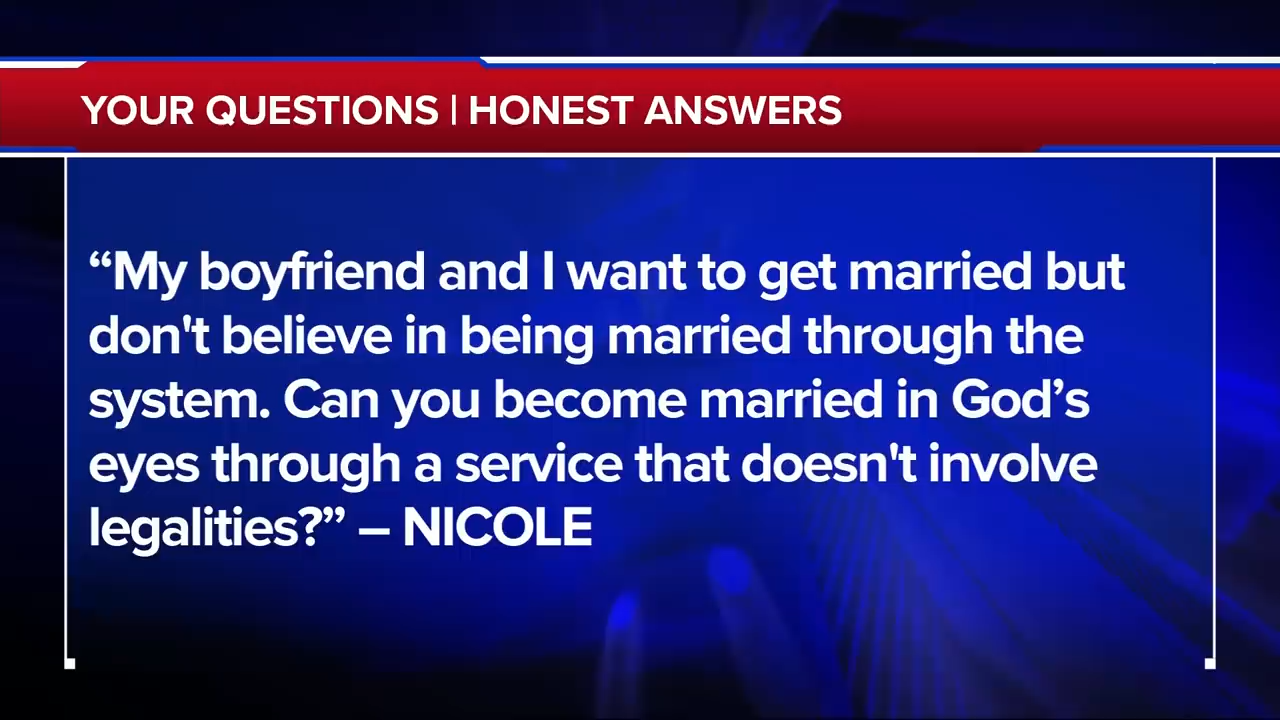 YOUR QUESTIONS | HONEST ANSWERS
“My boyfriend and I want to get married but
don't believe in being married through the
system. Can you become married in God’s
eyes through a service that doesn't involve
legalities?” – NICOLE